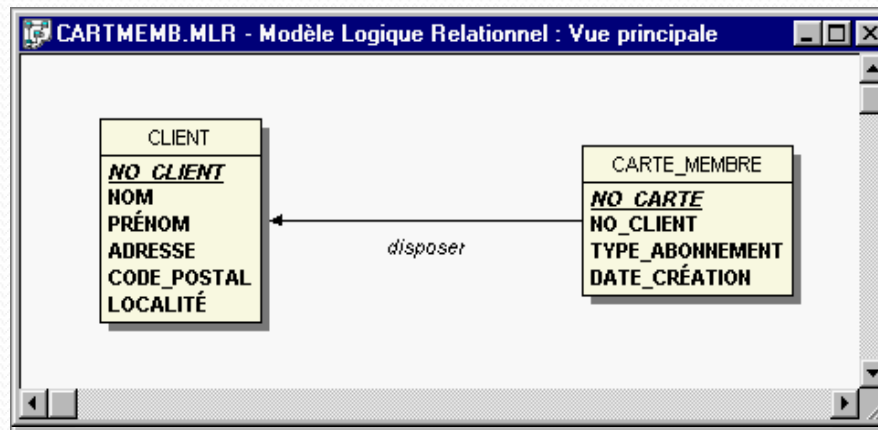 CARTMEMB.MLR - Modèle Logique Relationnel : Vue principale
CLIENT
NO_CLIENT
NOM
PRÉNOM
ADRESSE
CODE_POSTAL
LOCALITÉ
disposer
CARTE_MEMBRE
NO_CARTE
NO_CLIENT
TYPE_ABONNEMENT
DATE_CRÉATION